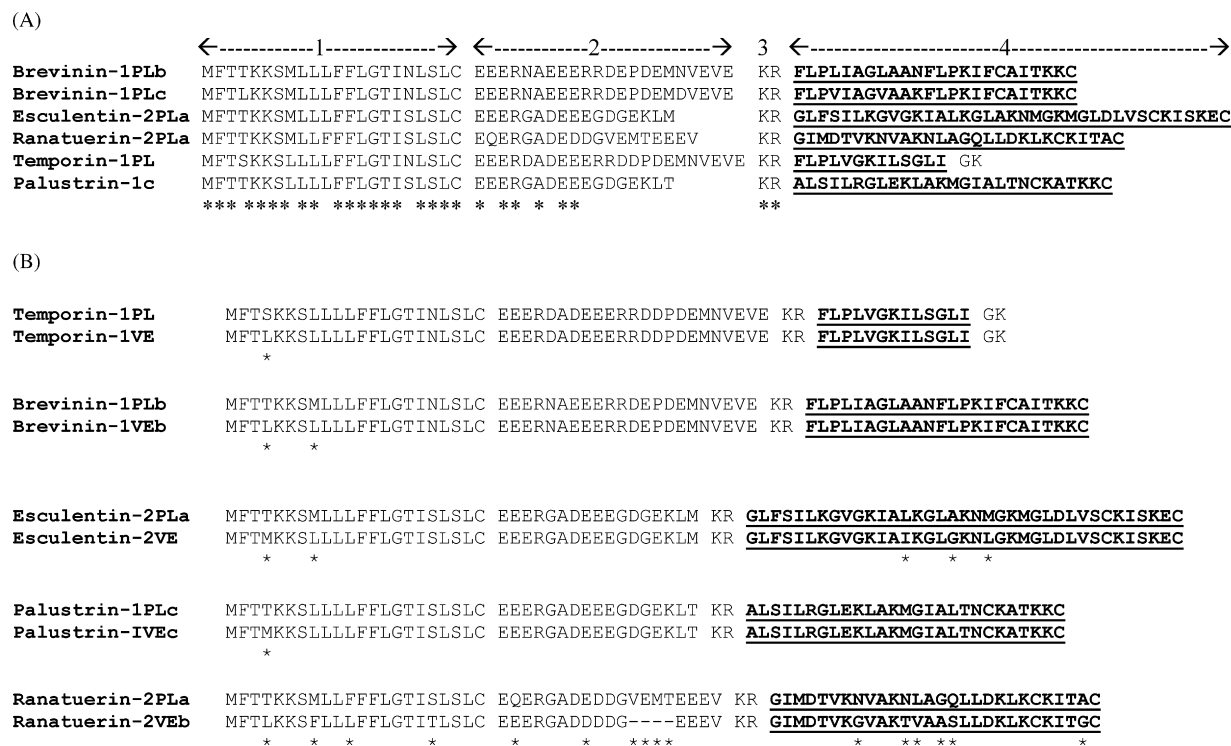 (A)
←-----------1-----------→ ←-----------2-----------→ 3 ←--------------------4--------------------→
Brevinin-1PLb MFTTKKSMLLLFFLGTINLSLC EEERNAEEERRDEPDEMNVEVE KR FLPLIAGLAANFLPKIFCAITKKC
Brevinin-1PLc MFTLKKSMLLLFFLGTINLSLC EEERNAEEERRDEPDEMDVEVE KR FLPVIAGVAAKFLPKIFCAITKKC
Esculentin-2PLa MFTTKKSMLLLFFLGTINLSLC EEERGADEEEGDGEKLM KR GLFSILKGVGKIALKGLAKNMGKMGLDLVSCKISKEC
Ranatuerin-2PLa MFTTKKSMLLLFFLGTISLSLC EQERGADEDDGVEMTEEEV KR GIMDTVKNVAKNLAGQLLDKLKCKITAC
Temporin-1PL MFTSKKSLLLLFFLGTINLSLC EEERDADEEERRDDPDEMNVEVE KR FLPLVGKILSGLI GK
Palustrin-1c MFTTKKSLLLLFFLGTISLSLC EEERGADEEEGDGEKLT KR ALSILRGLEKLAKMGIALTNCKATKKC
*** **** ** ****** **** * ** * ** **
(B)
Temporin-1PL MFTSKKSLLLLFFLGTINLSLC EEERDADEEERRDDPDEMNVEVE KR FLPLVGKILSGLI GK
Temporin-1VE MFTLKKSLLLLFFLGTINLSLC EEERDADEEERRDDPDEMNVEVE KR FLPLVGKILSGLI GK
*
Brevinin-1PLb MFTTKKSMLLLFFLGTINLSLC EEERNAEEERRDEPDEMNVEVE KR FLPLIAGLAANFLPKIFCAITKKC
Brevinin-1VEb MFTLKKSLLLLFFLGTINLSLC EEERNAEEERRDEPDEMNVEVE KR FLPLIAGLAANFLPKIFCAITKKC
* *
Esculentin-2PLa MFTTKKSMLLLFFLGTINLSLC EEERGADEEEGDGEKLM KR GLFSILKGVGKIALKGLAKNMGKMGLDLVSCKISKEC
Esculentin-2VE MFTMKKSLLLLFFLGTINLSLC EEERGADEEEGDGEKLM KR GLFSILKGVGKIAIKGLGKNLGKMGLDLVSCKISKEC
* * * * *
Palustrin-1PLc MFTTKKSLLLLFFLGTISLSLC EEERGADEEEGDGEKLT KR ALSILRGLEKLAKMGIALTNCKATKKC
Palustrin-IVEc MFTMKKSLLLLFFLGTISLSLC EEERGADEEEGDGEKLT KR ALSILRGLEKLAKMGIALTNCKATKKC
*
Ranatuerin-2PLa MFTTKKSMLLLFFLGTISLSLC EQERGADEDDGVEMTEEEV KR GIMDTVKNVAKNLAGQLLDKLKCKITAC
Ranatuerin-2VEb MFTLKKSFLLLFFLGTITLSLC EEERGADDDDG----EEEV KR GIMDTVKGVAKTVAASLLDKLKCKITGC
* * * * * * **** * ** ** *